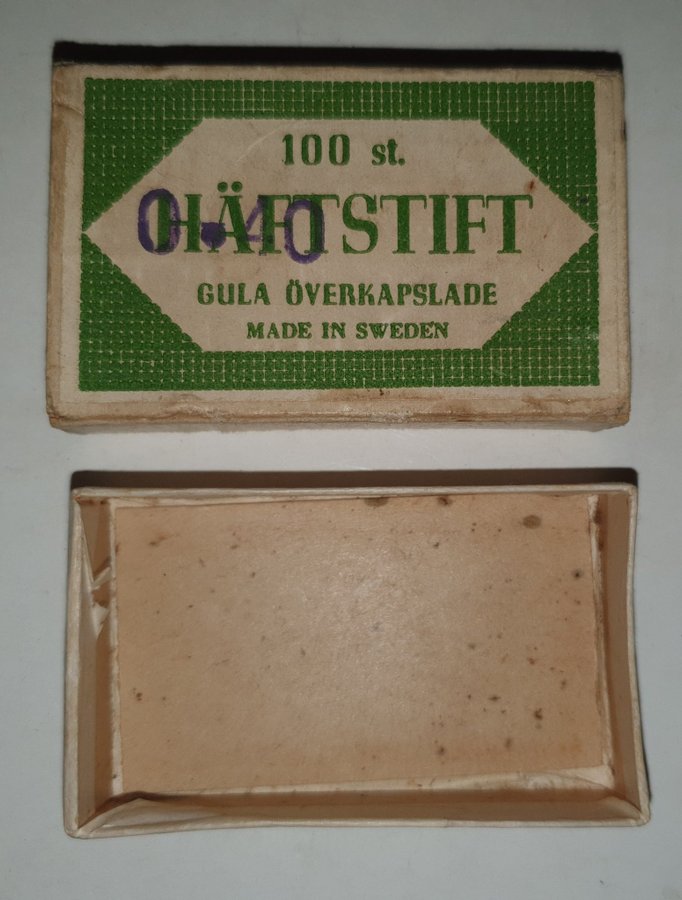 100 st.
HÄFTSTIFT
0.40
GULA ÖVERKAPSLADE
MADE IN SWEDEN